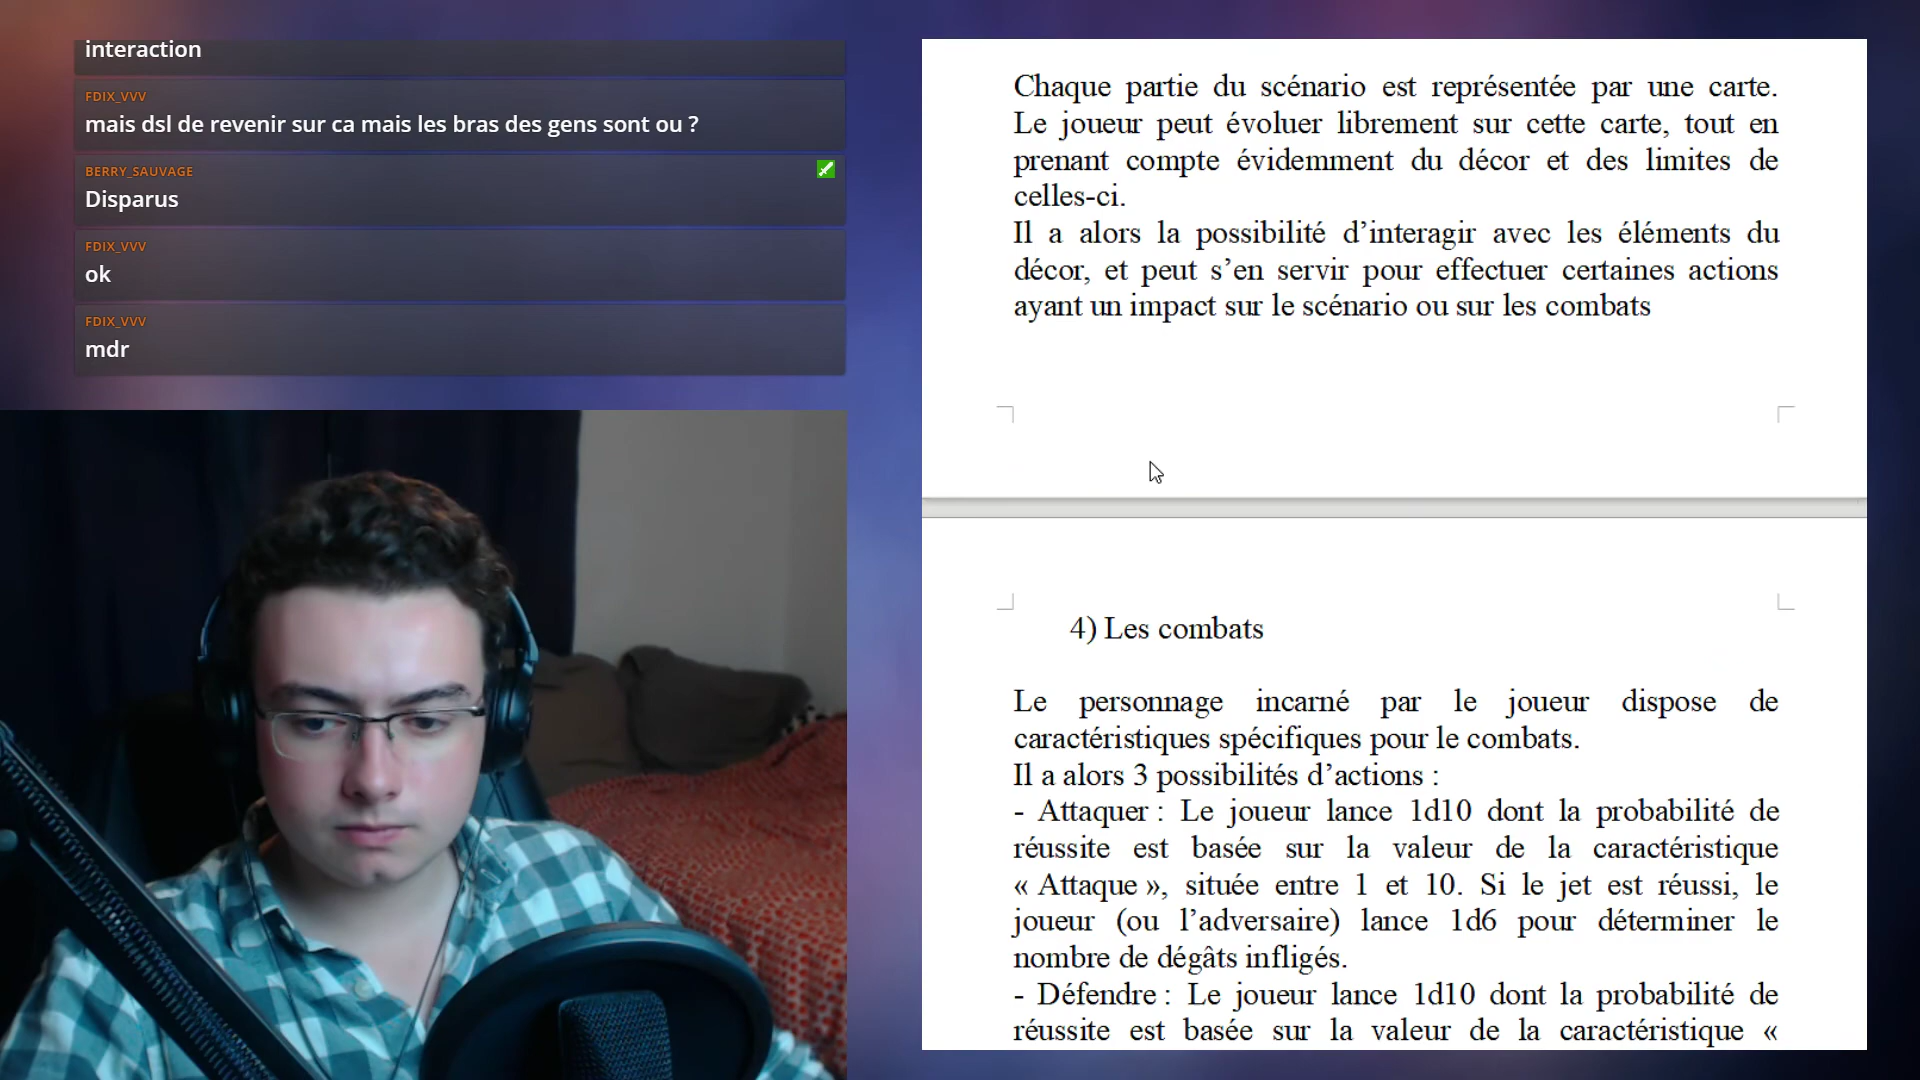 interaction
FDIX_VVV
mais dsl de revenir sur ca mais les bras des gens sont ou ?
BERRY_SAUVAGE
Disparus
FDIX_VVV
ok
FDIX_VVV
mdr
Chaque partie du scénario est représentée par une carte.
Le joueur peut évoluer librement sur cette carte, tout en
prenant compte évidemment du décor et des limites de
celles-ci.
Il a alors la possibilité d’interagir avec les éléments du
décor, et peut s’en servir pour effectuer certaines actions
ayant un impact sur le scénario ou sur les combats
4) Les combats
Le personnage incarné par le joueur dispose de
caractéristiques spécifiques pour le combats.
Il a alors 3 possibilités d’actions :
- Attaquer : Le joueur lance 1d10 dont la probabilité de
réussite est basée sur la valeur de la caractéristique
« Attaque », située entre 1 et 10. Si le jet est réussi, le
joueur (ou l’adversaire) lance 1d6 pour déterminer le
nombre de dégâts infligés.
- Défendre : Le joueur lance 1d10 dont la probabilité de
réussite est basée sur la valeur de la caractéristique «